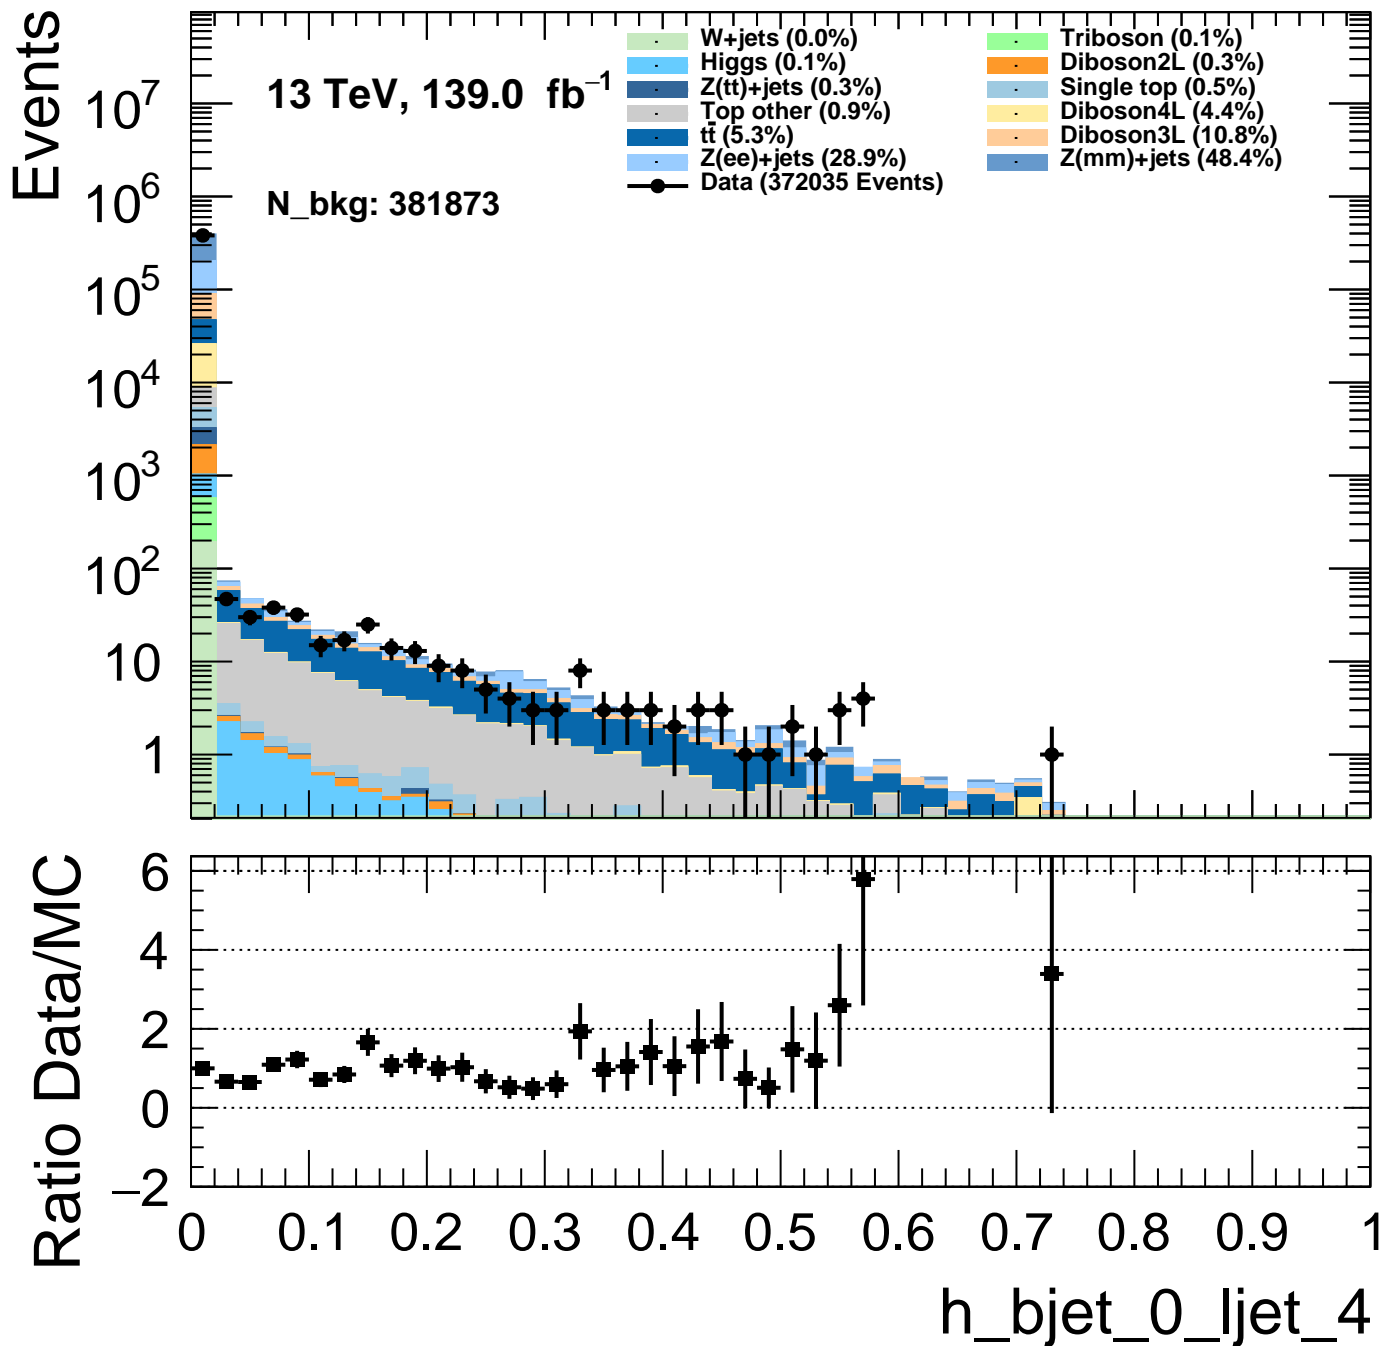 Events
13 TeV, 139.0 fb⁻¹
N_bkg: 381873
W+jets (0.0%)
Higgs (0.1%)
Z(tt)+jets (0.3%)
Top other (0.9%)
tt̄ (5.3%)
Z(ee)+jets (28.9%)
Data (372035 Events)
Triboson (0.1%)
Diboson2L (0.3%)
Single top (0.5%)
Diboson4L (4.4%)
Diboson3L (10.8%)
Z(mm)+jets (48.4%)
10⁷
10⁶
10⁵
10⁴
10³
10²
10
1
Ratio Data/MC
6
4
2
0
−2
0 0.1 0.2 0.3 0.4 0.5 0.6 0.7 0.8 0.9 1
h_bjet_0_ljet_4